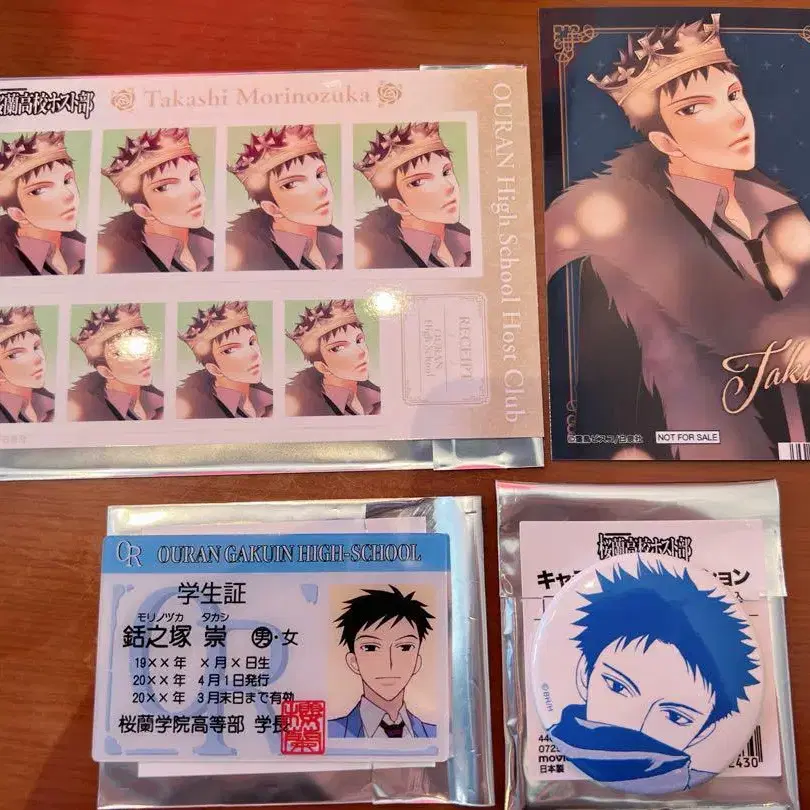 桜蘭高校ホスト部
Takashi Morinozuka
OURAN High School Host Club
RECEIPT
OURAN
High School
NOT FOR SALE
OR OURAN GAKUIN HIGH-SCHOOL
学生証
モリノヅカ タカシ
銛之塚 崇 男・女
19××年 ×月×日生
20××年 4月1日発行
20××年 3月末日まで有効
桜蘭学院高等部 学長
桜蘭高校ホスト部
キャ
ション
©BH/H
日本製
2430